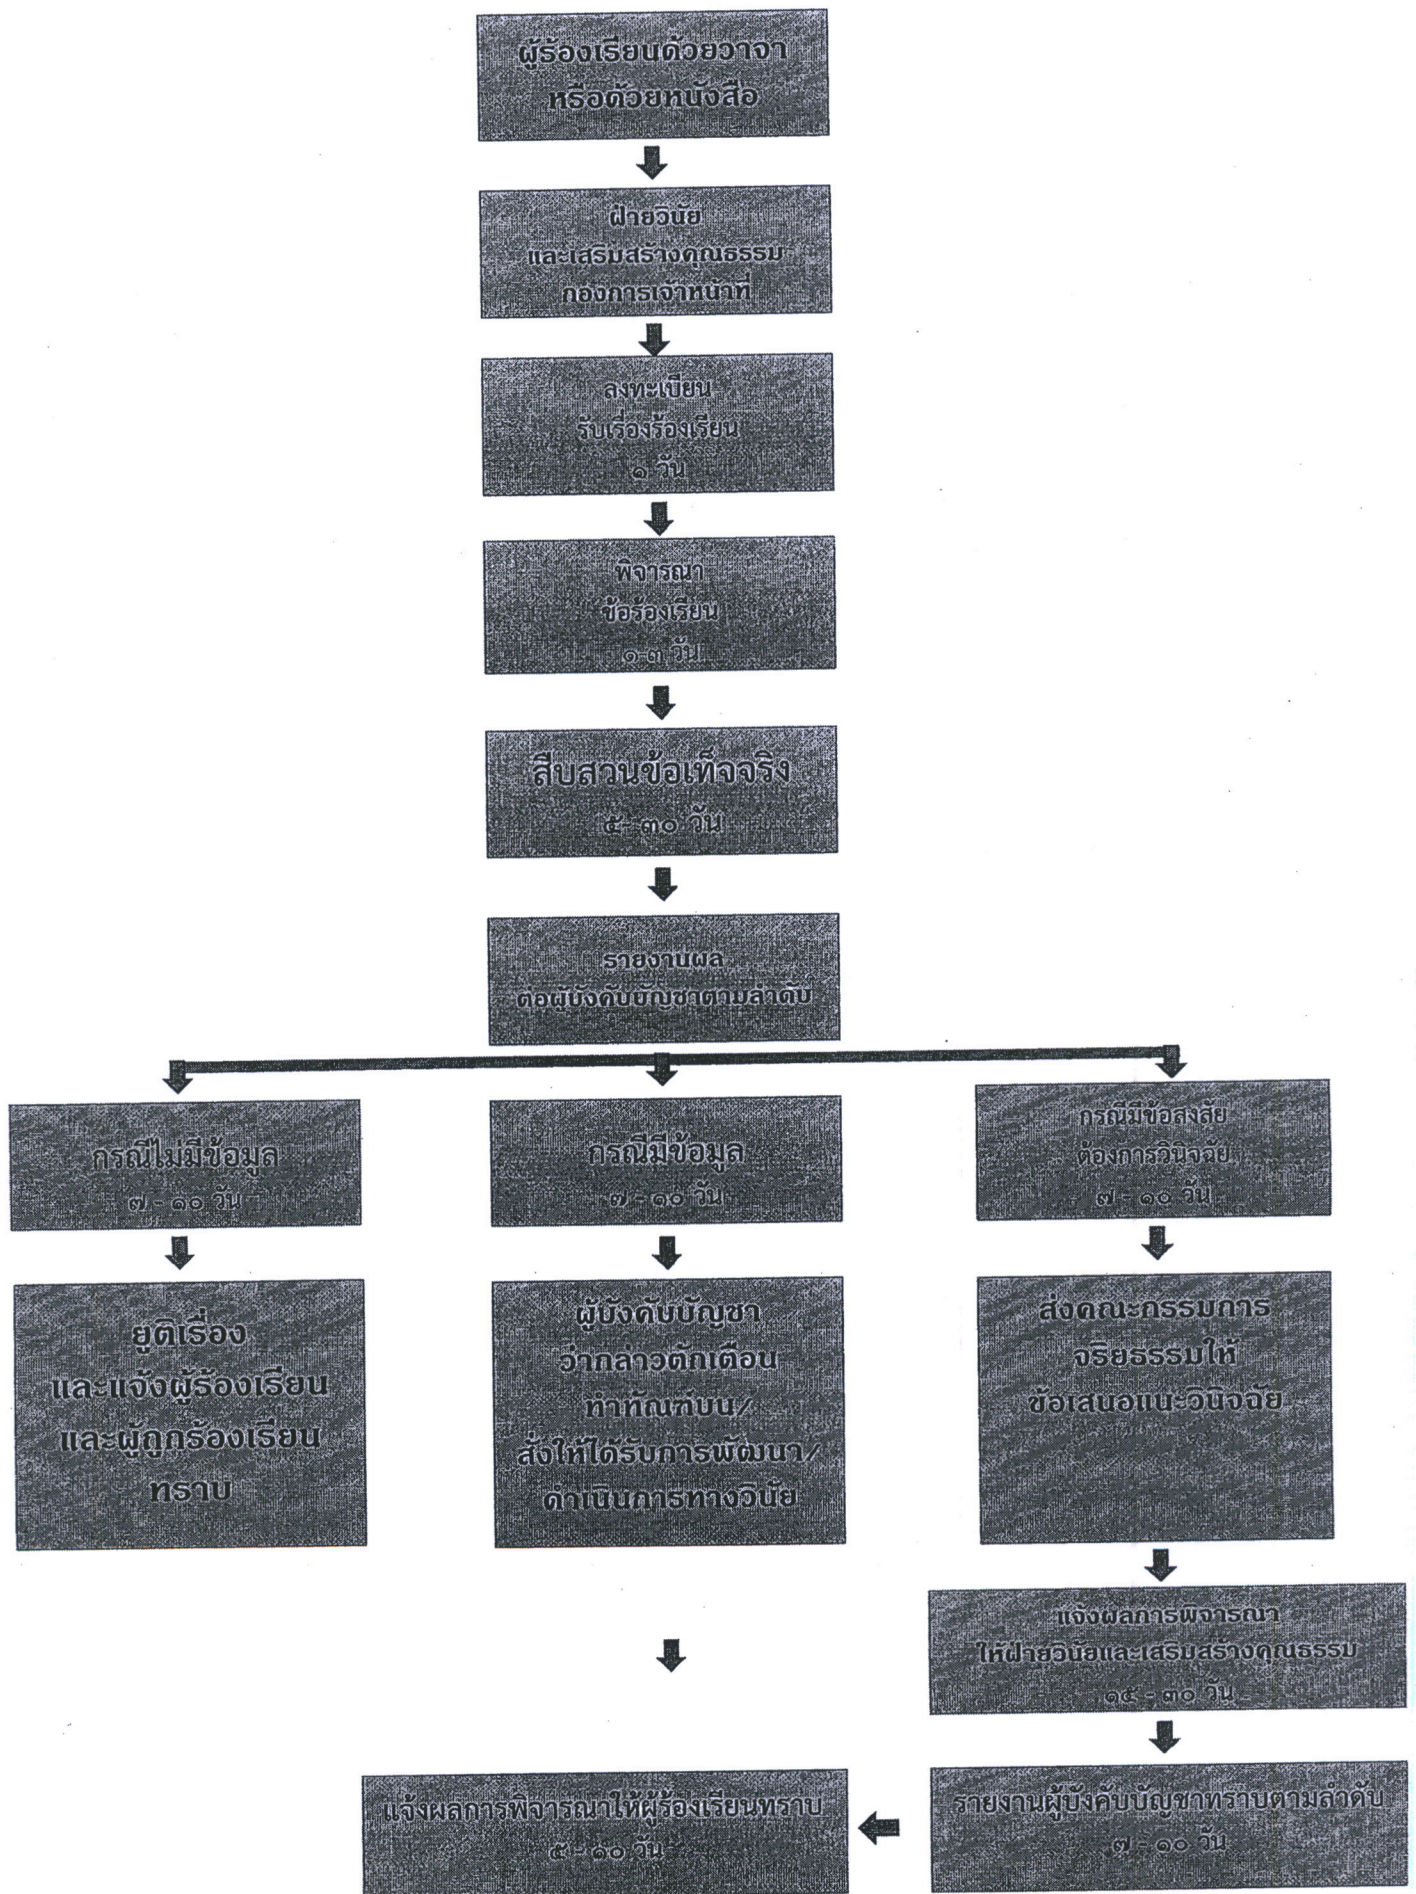 ผู้ร้องเรียนด้วยวาจา
หรือด้วยหนังสือ
ฝ่ายวินัย
และเสริมสร้างคุณธรรม
กองการเจ้าหน้าที่
ลงทะเบียน
รับเรื่องร้องเรียน
๑ วัน
พิจารณา
ข้อร้องเรียน
๑-๓ วัน
สืบสวนข้อเท็จจริง
๕- ๓๐ วัน
รายงานผล
ต่อผู้บังคับบัญชาตามลำดับ
กรณีไม่มีข้อมูล
๗ - ๑๐ วัน
กรณีมีข้อมูล
๗ - ๑๐ วัน
กรณีมีข้อสงสัย
ต้องการวินิจฉัย
๗ - ๑๐ วัน
ยุติเรื่อง
และแจ้งผู้ร้องเรียน
และผู้ถูกร้องเรียน
ทราบ
ผู้บังคับบัญชา
ว่ากล่าวตักเตือน
ทำทัณฑ์บน/
สั่งให้ได้รับการพัฒนา/
ดำเนินการทางวินัย
ส่งคณะกรรมการ
จริยธรรมให้
ข้อเสนอแนะวินิจฉัย
แจ้งผลการพิจารณา
ให้ฝ่ายวินัยและเสริมสร้างคุณธรรม
๑๕ - ๓๐ วัน
แจ้งผลการพิจารณาให้ผู้ร้องเรียนทราบ
๕ - ๑๐ วัน
รายงานผู้บังคับบัญชาทราบตามลำดับ
๗ - ๑๐ วัน